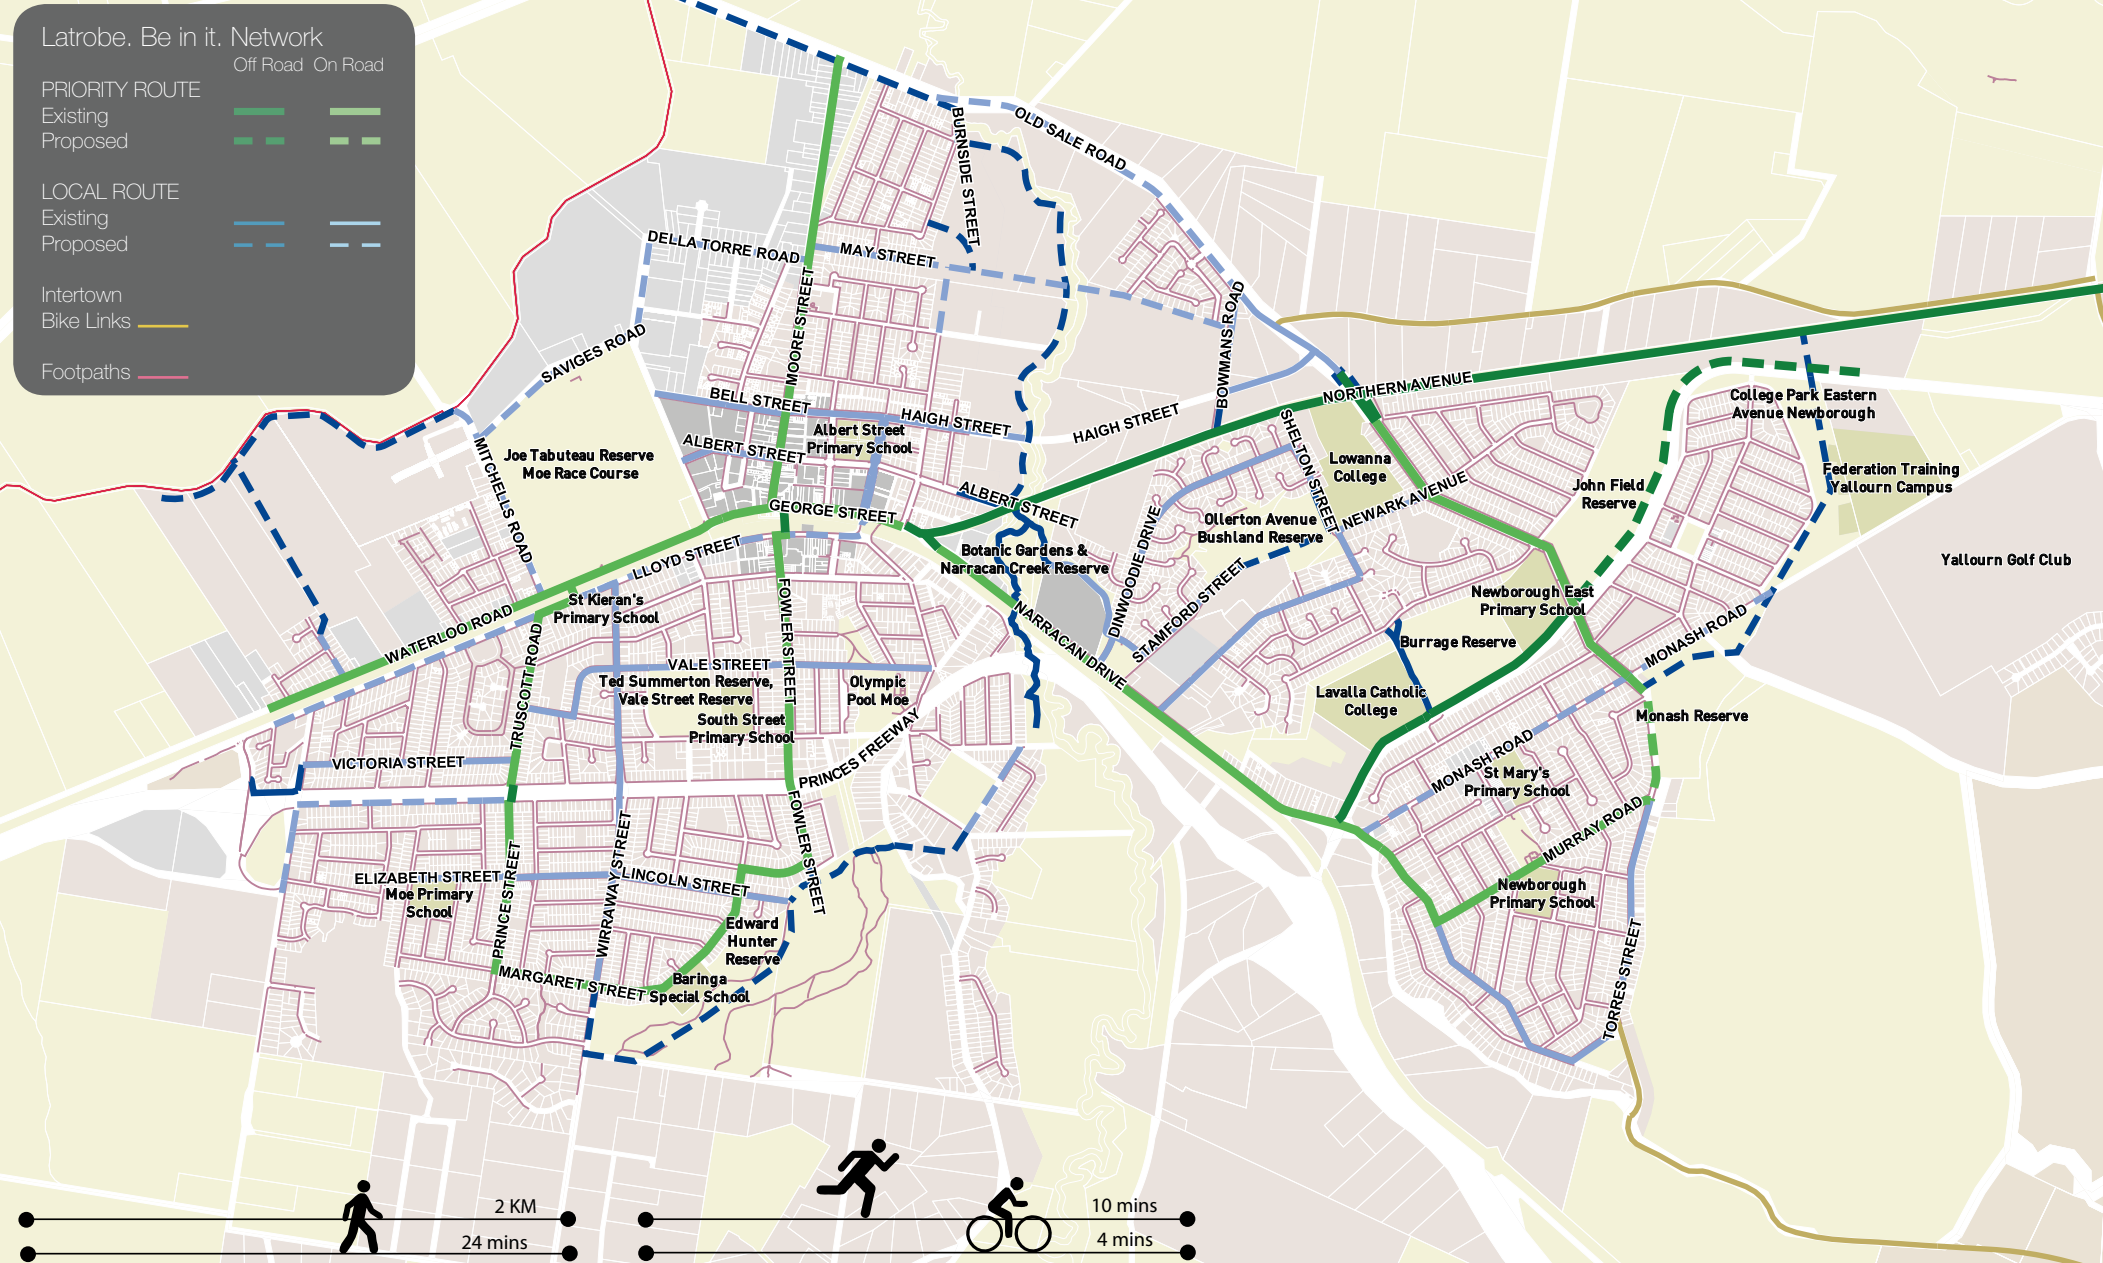 Latrobe. Be in it. Network
Off Road On Road
PRIORITY ROUTE
Existing
Proposed
LOCAL ROUTE
Existing
Proposed
Intertown
Bike Links
Footpaths
OLD SALE ROAD
BURNSIDE STREET
DELLA TORRE ROAD
MAY STREET
MOORE STREET
BOWMANS ROAD
SAVIGES ROAD
NORTHERN AVENUE
BELL STREET
HAIGH STREET
HAIGH STREET
College Park Eastern
Avenue Newborough
Albert Street
Primary School
ALBERT STREET
MITCHELS ROAD
Joe Tabuteau Reserve
Moe Race Course
SHELTON STREET
Lowanna
College
Federation Training
Yallourn Campus
NEWARK AVENUE
John Field
Reserve
ALBERT STREET
GEORGE STREET
DINWOODIE DRIVE
Ollerton Avenue
Bushland Reserve
LLOYD STREET
Botanic Gardens &
Narracan Creek Reserve
Yallourn Golf Club
STAMFORD STREET
FOWLER STREET
St Kieran's
Primary School
WATERLOO ROAD
NARRACAN DRIVE
Newborough East
Primary School
MONASH ROAD
Burrage Reserve
TRUSCOTT ROAD
VALE STREET
Ted Summerton Reserve,
Vale Street Reserve
Olympic
Pool Moe
South Street
Primary School
Lavalla Catholic
College
Monash Reserve
PRINCES FREEWAY
VICTORIA STREET
MONASH ROAD
St Mary's
Primary School
FOWLER STREET
MURRAY ROAD
WIRRAWAY STREET
PRINCE STREET
ELIZABETH STREET
LINCOLN STREET
Moe Primary
School
Newborough
Primary School
Edward
Hunter
Reserve
TORRES STREET
MARGARET STREET
Baringa
Special School
2 KM
24 mins
10 mins
4 mins